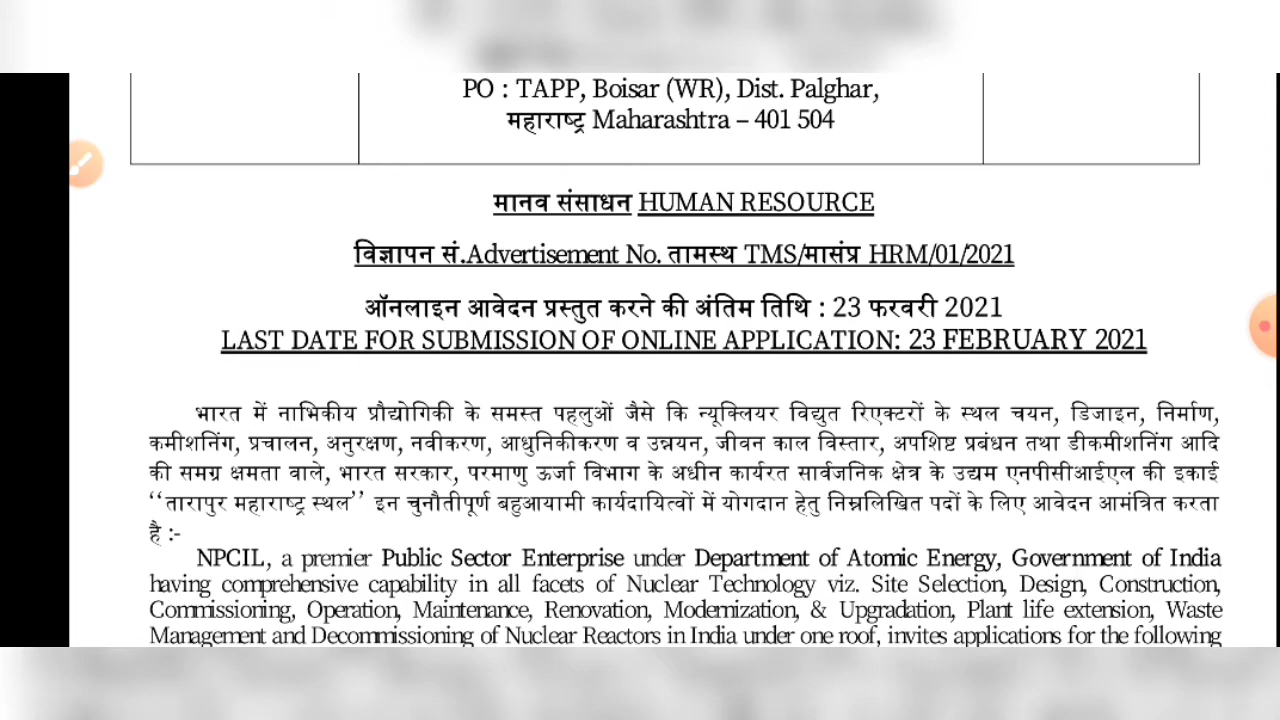 PO : TAPP, Boisar (WR), Dist. Palghar,
महाराष्ट्र Maharashtra – 401 504
मानव संसाधन HUMAN RESOURCE
विज्ञापन सं.Advertisement No. तामस्थ TMS/मासंप्र HRM/01/2021
ऑनलाइन आवेदन प्रस्तुत करने की अंतिम तिथि : 23 फरवरी 2021
LAST DATE FOR SUBMISSION OF ONLINE APPLICATION: 23 FEBRUARY 2021
भारत में नाभिकीय प्रौद्योगिकी के समस्त पहलुओं जैसे कि न्यूक्लियर विद्युत रिएक्टरों के स्थल चयन, डिजाइन, निर्माण,
कमीशनिंग, प्रचालन, अनुरक्षण, नवीकरण, आधुनिकीकरण व उन्नयन, जीवन काल विस्तार, अपशिष्ट प्रबंधन तथा डीकमीशनिंग आदि
की समग्र क्षमता वाले, भारत सरकार, परमाणु ऊर्जा विभाग के अधीन कार्यरत सार्वजनिक क्षेत्र के उद्यम एनपीसीआईएल की इकाई
‘‘तारापुर महाराष्ट्र स्थल’’ इन चुनौतीपूर्ण बहुआयामी कार्यदायित्वों में योगदान हेतु निम्नलिखित पदों के लिए आवेदन आमंत्रित करता
है :-
NPCIL, a premier Public Sector Enterprise under Department of Atomic Energy, Government of India
having comprehensive capability in all facets of Nuclear Technology viz. Site Selection, Design, Construction,
Commissioning, Operation, Maintenance, Renovation, Modernization, & Upgradation, Plant life extension, Waste
Management and Decommissioning of Nuclear Reactors in India under one roof, invites applications for the following